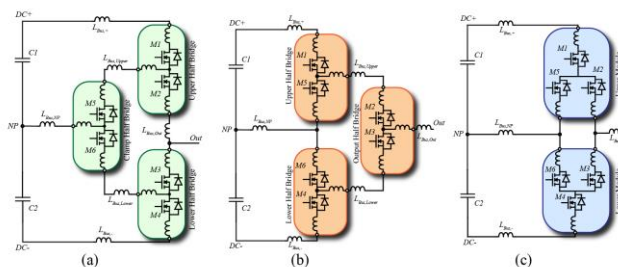 DC+
L_Bus,+
C1
M1
L_Bus,Upper
M2
Upper Half Bridge
M5
NP
L_Bus,NP
Clamp Half Bridge
L_Bus,Out
Out
M6
M3
C2
L_Bus,Lower
M4
Lower Half Bridge
L_Bus,-
DC-
(a)
DC+
L_Bus,+
C1
Upper Half Bridge
M1
L_Bus,Upper
M5
M2
Out
NP
L_Bus,NP
Output Half Bridge
M3
L_Bus,Out
C2
Lower Half Bridge
M6
M4
L_Bus,Lower
L_Bus,-
DC-
(b)
DC+
L_Bus,+
C1
M1
M5
M2
NP
L_Bus,NP
M6
M3
C2
M4
L_Bus,-
DC-
(c)